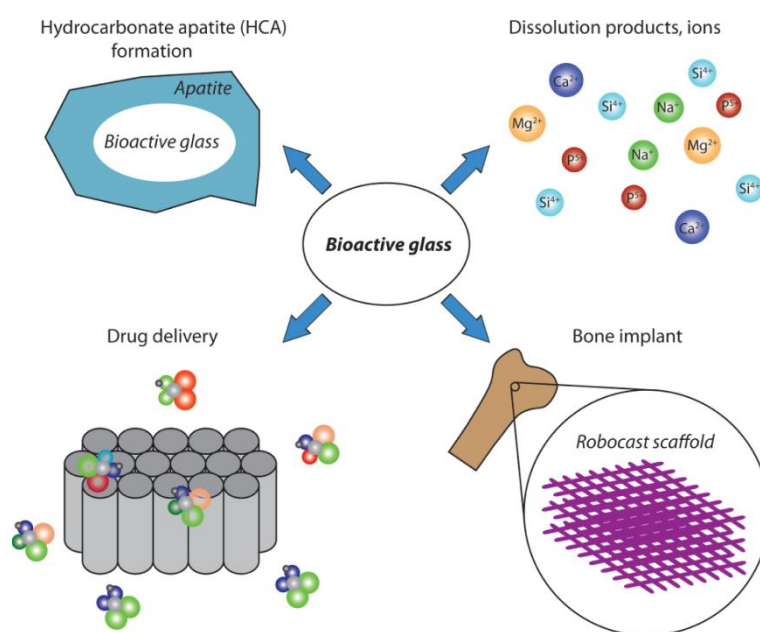 Hydrocarbonate apatite (HCA)
formation
Apatite
Bioactive glass
Dissolution products, ions
Si⁴⁺
Ca²⁺
Si⁴⁺
Na⁺
P⁵⁺
Mg²⁺
Mg²⁺
Na⁺
P⁵⁺
Si⁴⁺
P⁵⁺
Si⁴⁺
Ca²⁺
Bioactive glass
Drug delivery
Bone implant
Robocast scaffold